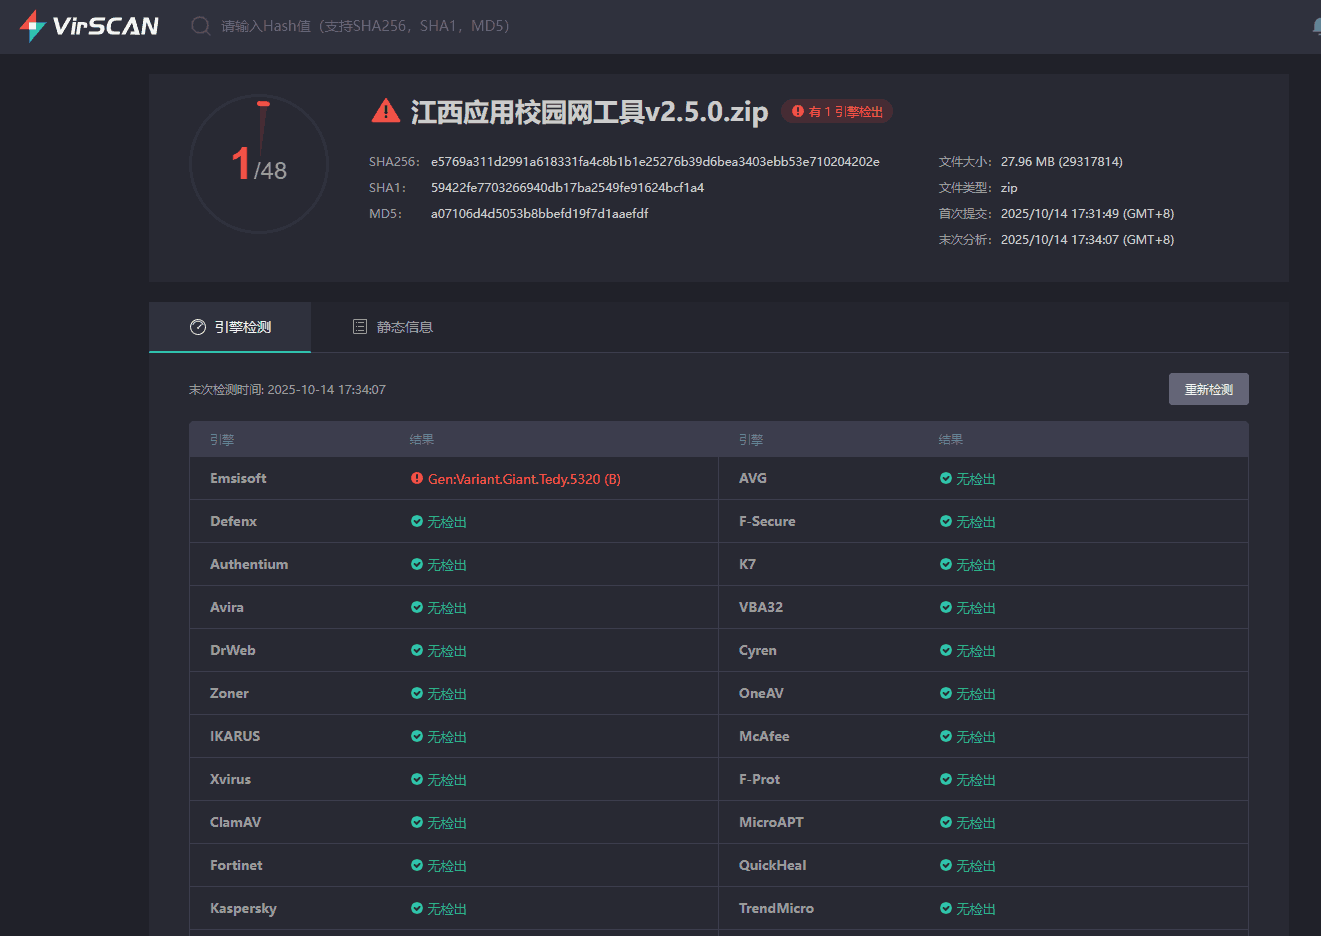 VirSCAN
请输入Hash值（支持SHA256，SHA1，MD5）
1/48
江西应用校园网工具v2.5.0.zip
有 1 引擎检出
SHA256: e5769a311d2991a618331fa4c8b1b1e25276b39d6bea3403ebb53e710204202e
SHA1: 59422fe7703266940db17ba2549fe91624bcf1a4
MD5: a07106d4d5053b8bbefd19f7d1aaefdf
文件大小: 27.96 MB (29317814)
文件类型: zip
首次提交: 2025/10/14 17:31:49 (GMT+8)
末次分析: 2025/10/14 17:34:07 (GMT+8)
引擎检测 静态信息
末次检测时间: 2025-10-14 17:34:07 重新检测
引擎 结果 引擎 结果
Emsisoft Gen:Variant.Giant.Tedy.5320 (B) AVG 无检出
Defenx 无检出 F-Secure 无检出
Authentium 无检出 K7 无检出
Avira 无检出 VBA32 无检出
DrWeb 无检出 Cyren 无检出
Zoner 无检出 OneAV 无检出
IKARUS 无检出 McAfee 无检出
Xvirus 无检出 F-Prot 无检出
ClamAV 无检出 MicroAPT 无检出
Fortinet 无检出 QuickHeal 无检出
Kaspersky 无检出 TrendMicro 无检出